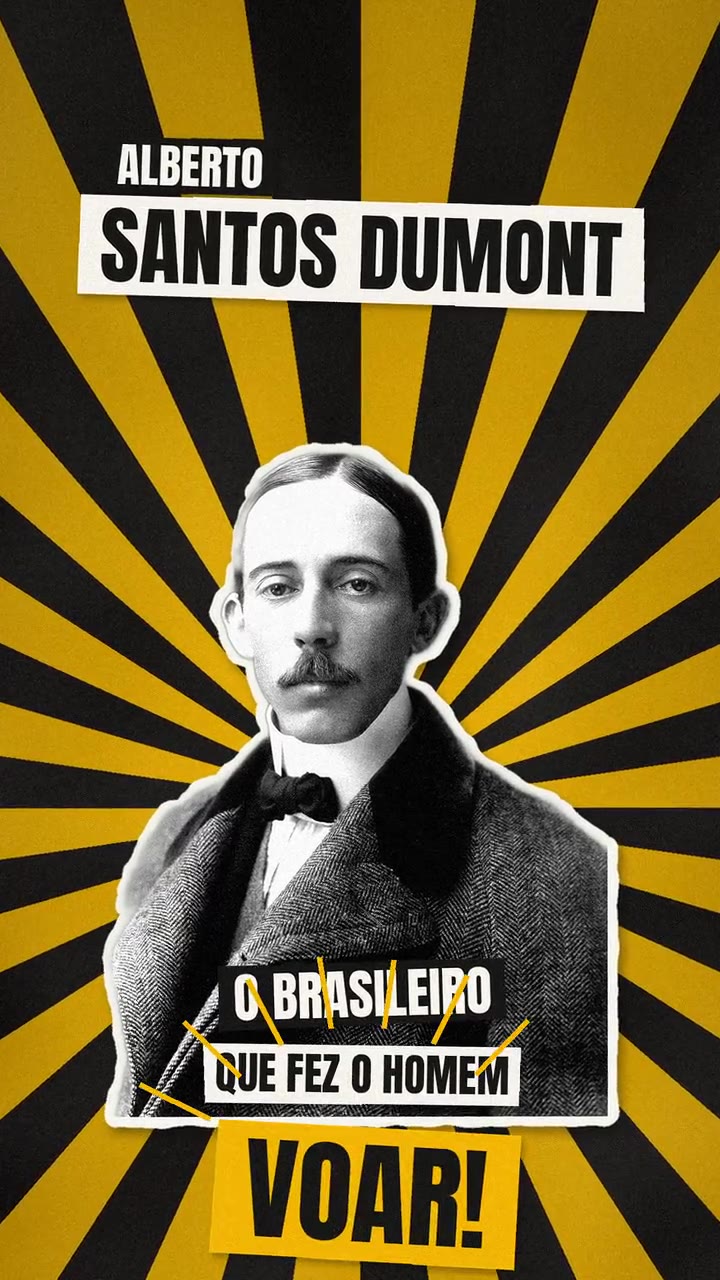 ALBERTO
SANTOS DUMONT
O BRASILEIRO
QUE FEZ O HOMEM
VOAR!